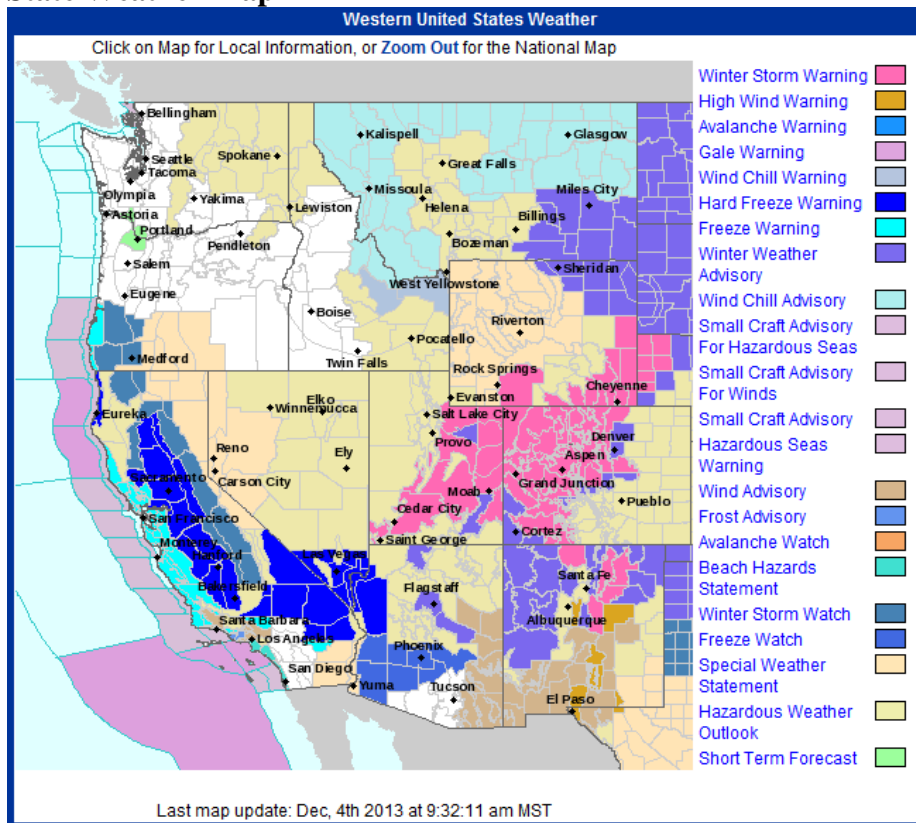 Western United States Weather
Click on Map for Local Information, or Zoom Out for the National Map
Bellingham
Seattle
Tacoma
Olympia
Spokane
Yakima
Astoria
Portland
Pendleton
Lewiston
Salem
Eugene
Medford
Kalispell
Glasgow
Great Falls
Missoula
Helena
Miles City
Billings
Bozeman
West Yellowstone
Sheridan
Boise
Pocatello
Twin Falls
Riverton
Rock Springs
Cheyenne
Evanston
Eureka
Elko
Winnemucca
Salt Lake City
Provo
Reno
Carson City
Ely
Denver
Aspen
Grand Junction
Moab
Pueblo
Sacramento
San Francisco
Cedar City
Saint George
Cortez
Monterey
Hanford
Las Vegas
Bakersfield
Flagstaff
Santa Fe
Albuquerque
Santa Barbara
Los Angeles
Phoenix
San Diego
Yuma
Tucson
El Paso
Winter Storm Warning
High Wind Warning
Avalanche Warning
Gale Warning
Wind Chill Warning
Hard Freeze Warning
Freeze Warning
Winter Weather
Advisory
Wind Chill Advisory
Small Craft Advisory
For Hazardous Seas
Small Craft Advisory
For Winds
Small Craft Advisory
Hazardous Seas
Warning
Wind Advisory
Frost Advisory
Avalanche Watch
Beach Hazards
Statement
Winter Storm Watch
Freeze Watch
Special Weather
Statement
Hazardous Weather
Outlook
Short Term Forecast
Last map update: Dec, 4th 2013 at 9:32:11 am MST